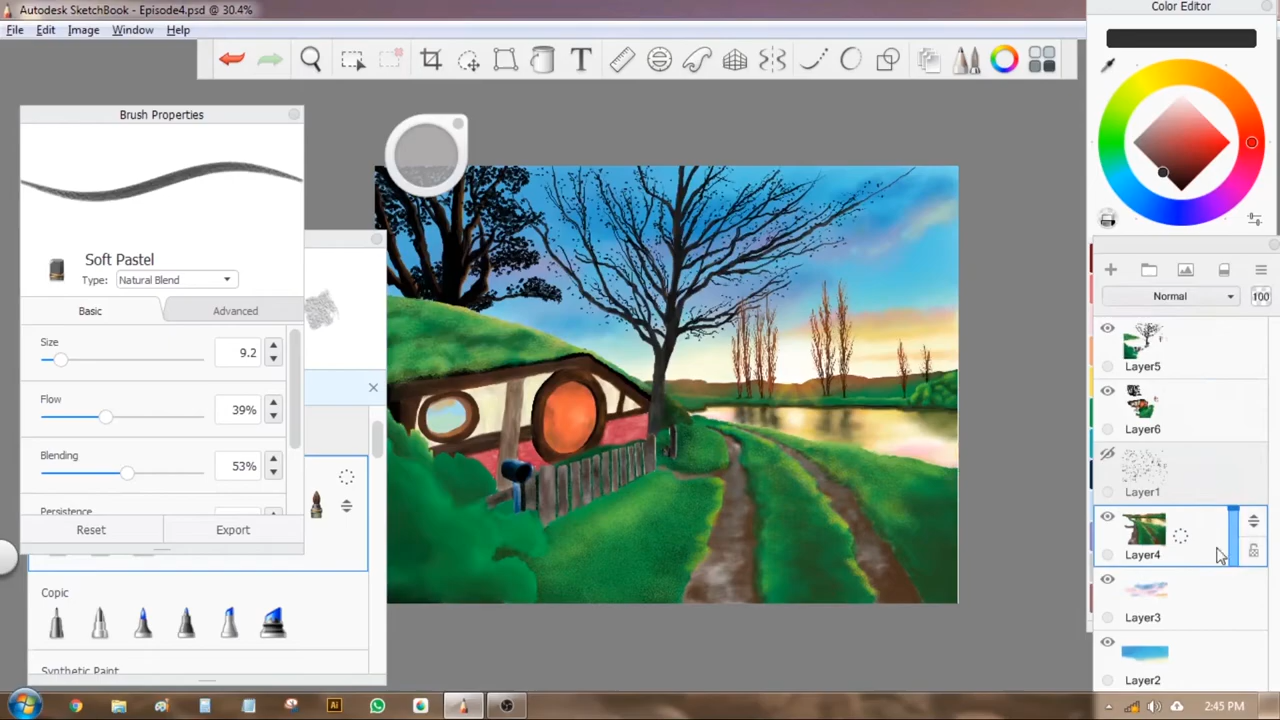 Autodesk SketchBook - Episode4.psd @ 30.4%
File Edit Image Window Help
T
Color Editor
Brush Properties
Soft Pastel
Type: Natural Blend
Basic Advanced
Size
9.2
Flow
39%
Blending
53%
Persistence
Reset Export
Copic
Synthetic Paint
Normal 100
Layer5
Layer6
Layer1
Layer4
Layer3
Layer2
Ai
2:45 PM